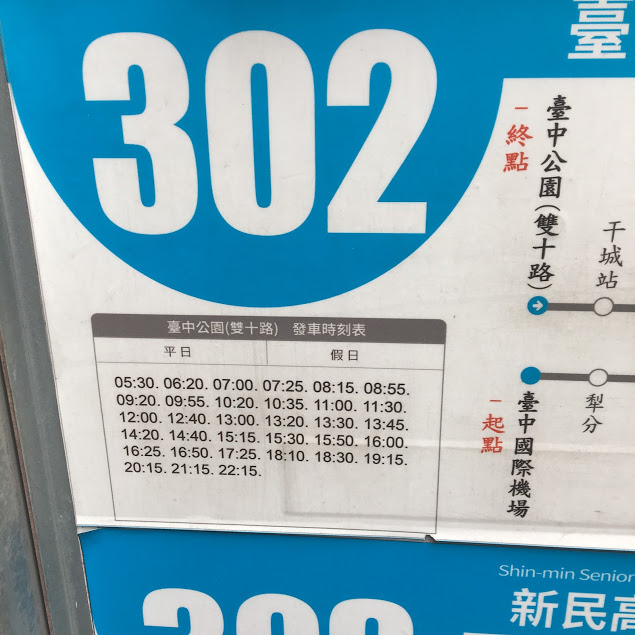 302
臺
臺中公園(雙十路)
終點
干城站
臺中公園(雙十路) 發車時刻表
平日 假日
05:30. 06:20. 07:00. 07:25. 08:15. 08:55.
09:20. 09:55. 10:20. 10:35. 11:00. 11:30.
12:00. 12:40. 13:00. 13:20. 13:30. 13:45.
14:20. 14:40. 15:15. 15:30. 15:50. 16:00.
16:25. 16:50. 17:25. 18:10. 18:30. 19:15.
20:15. 21:15. 22:15.
臺中國際機場
起點
犁分
Shin-min Senior
新民高